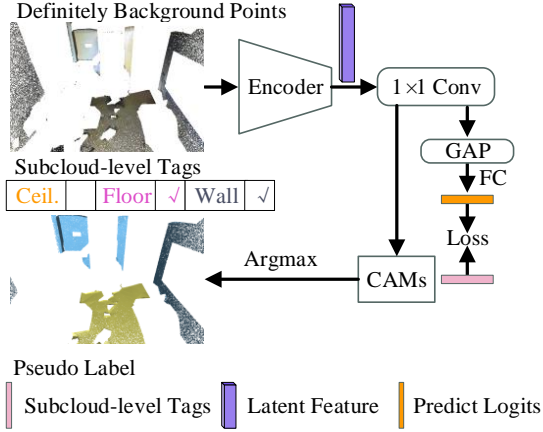 Definitely Background Points
Encoder
1×1 Conv
GAP
FC
Loss
Subcloud-level Tags
Ceil. Floor √ Wall √
Argmax
CAMs
Pseudo Label
Subcloud-level Tags Latent Feature Predict Logits